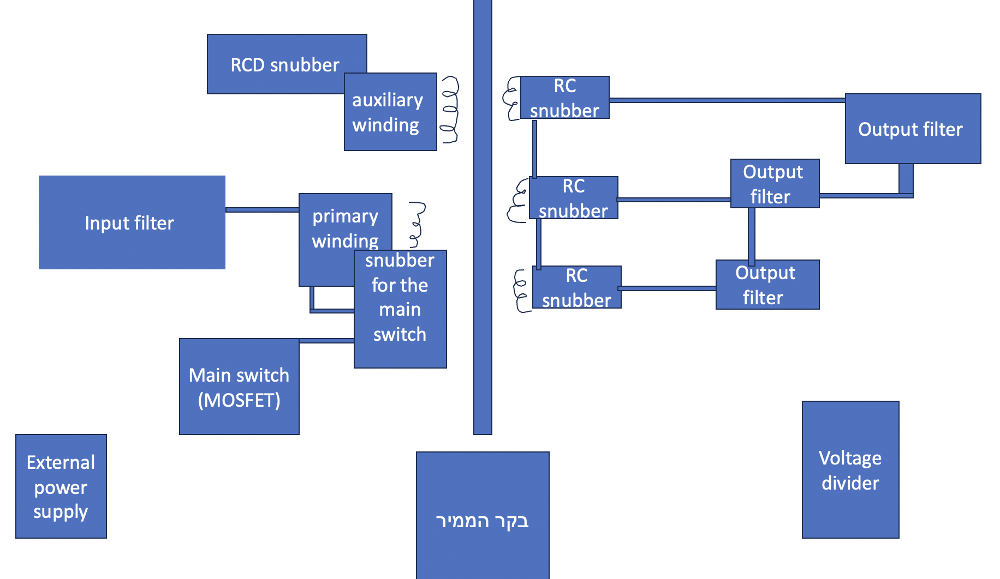 RCD snubber
auxiliary
winding
RC
snubber
Output filter
Input filter
primary
winding
RC
snubber
Output
filter
snubber
for the
main
switch
RC
snubber
Output
filter
Main switch
(MOSFET)
External
power
supply
בקר הממיר
Voltage
divider